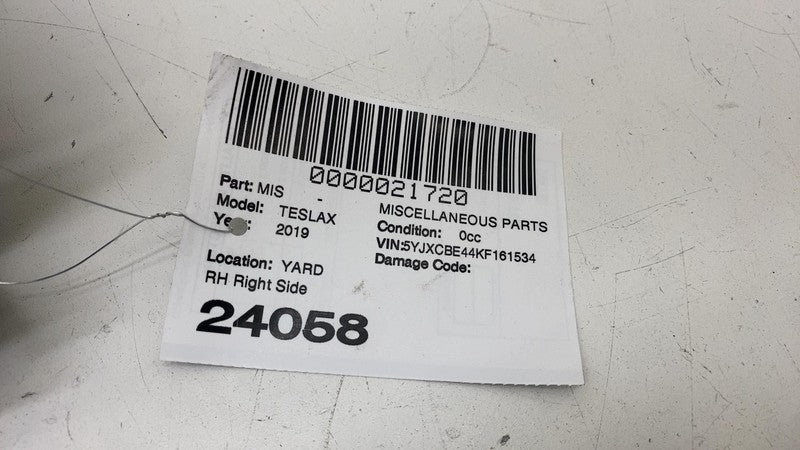 0000021720
Part: MIS - MISCELLANEOUS PARTS
Model: TESLAX Condition: 0cc
2019 VIN:5YJXCBE44KF161534
Location: YARD Damage Code:
RH Right Side
24058